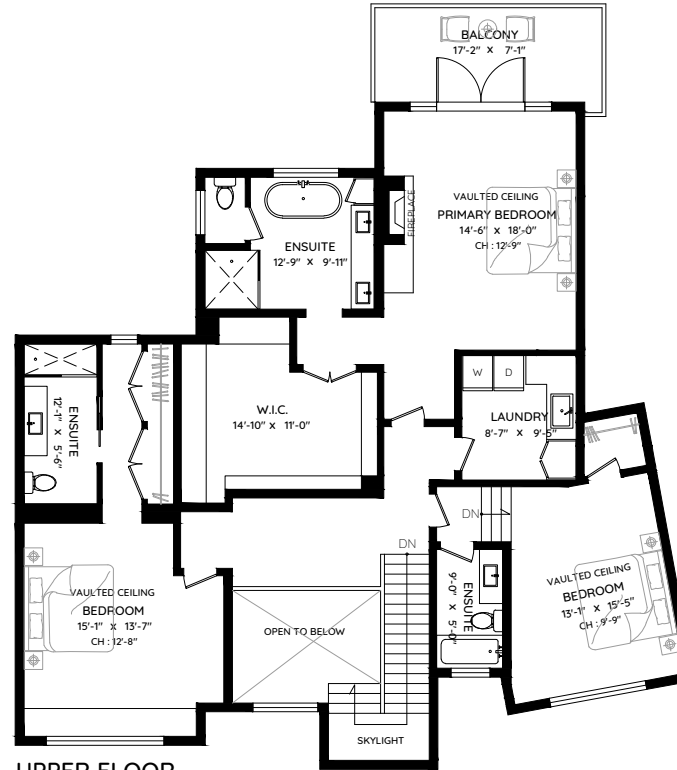 BALCONY
17'-2" X 7'-1"
VAULTED CEILING
PRIMARY BEDROOM
14'-6" X 18'-0"
CH : 12'-9"
FIREPLACE
ENSUITE
12'-9" X 9'-11"
W.I.C.
14'-10" X 11'-0"
W
D
LAUNDRY
8'-7" X 9'-5"
ENSUITE
12'-1" X 5'-6"
DN
DN
VAULTED CEILING
BEDROOM
15'-1" X 13'-7"
CH : 12'-8"
OPEN TO BELOW
ENSUITE
9'-0" X 5'-0"
VAULTED CEILING
BEDROOM
13'-1" X 15'-5"
CH : 9'-9"
SKYLIGHT
UPPER FLOOR